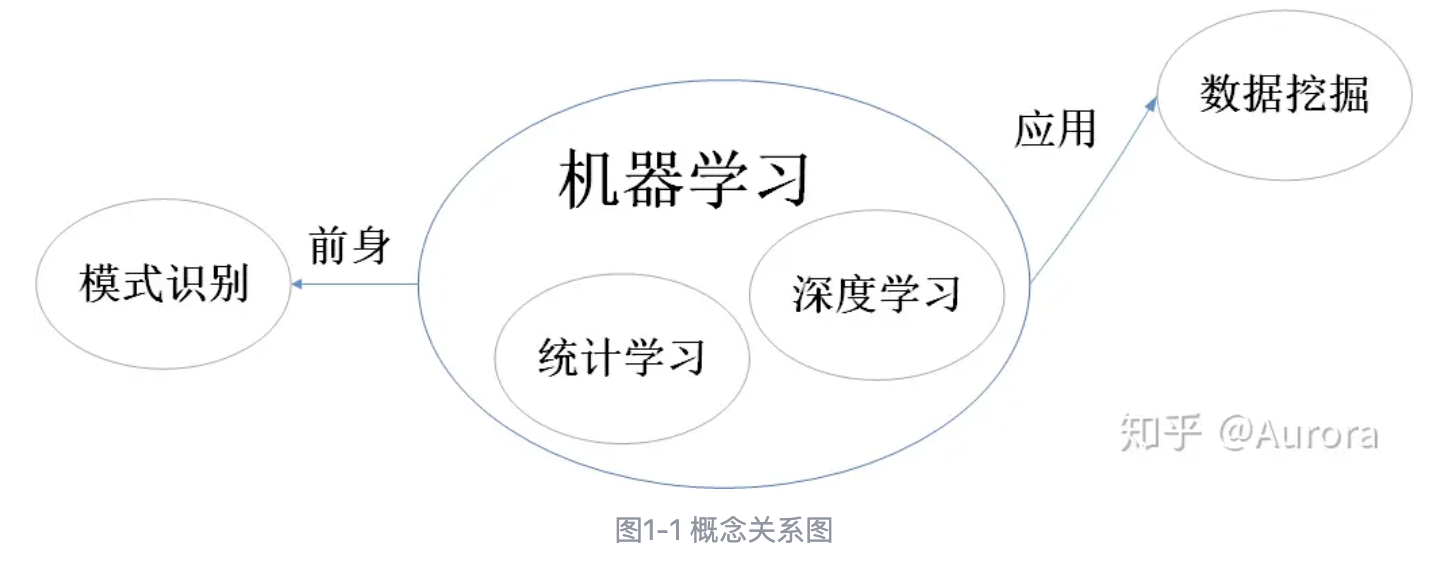 数据挖掘
应用
机器学习
前身
模式识别
深度学习
统计学习
知乎 @Aurora
图1-1 概念关系图